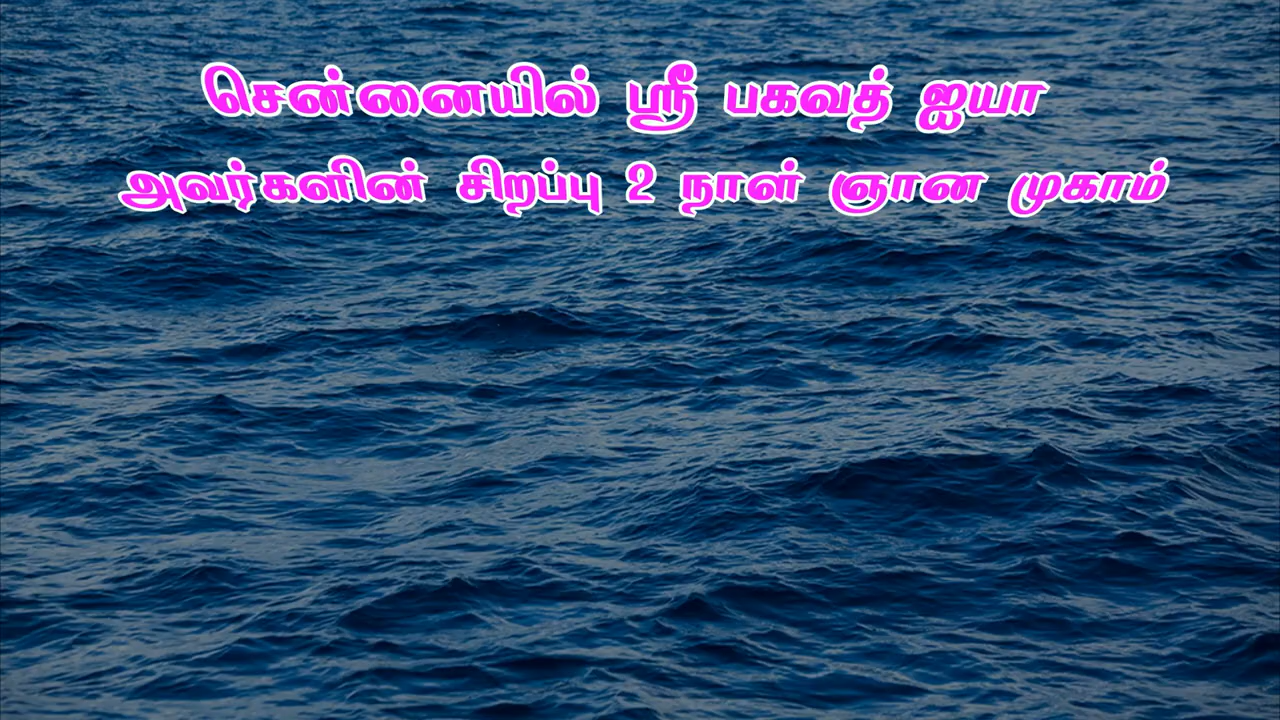 சென்னையில் ஸ்ரீ பகவத் ஐயா
அவர்களின் சிறப்பு 2 நாள் ஞான முகாம்